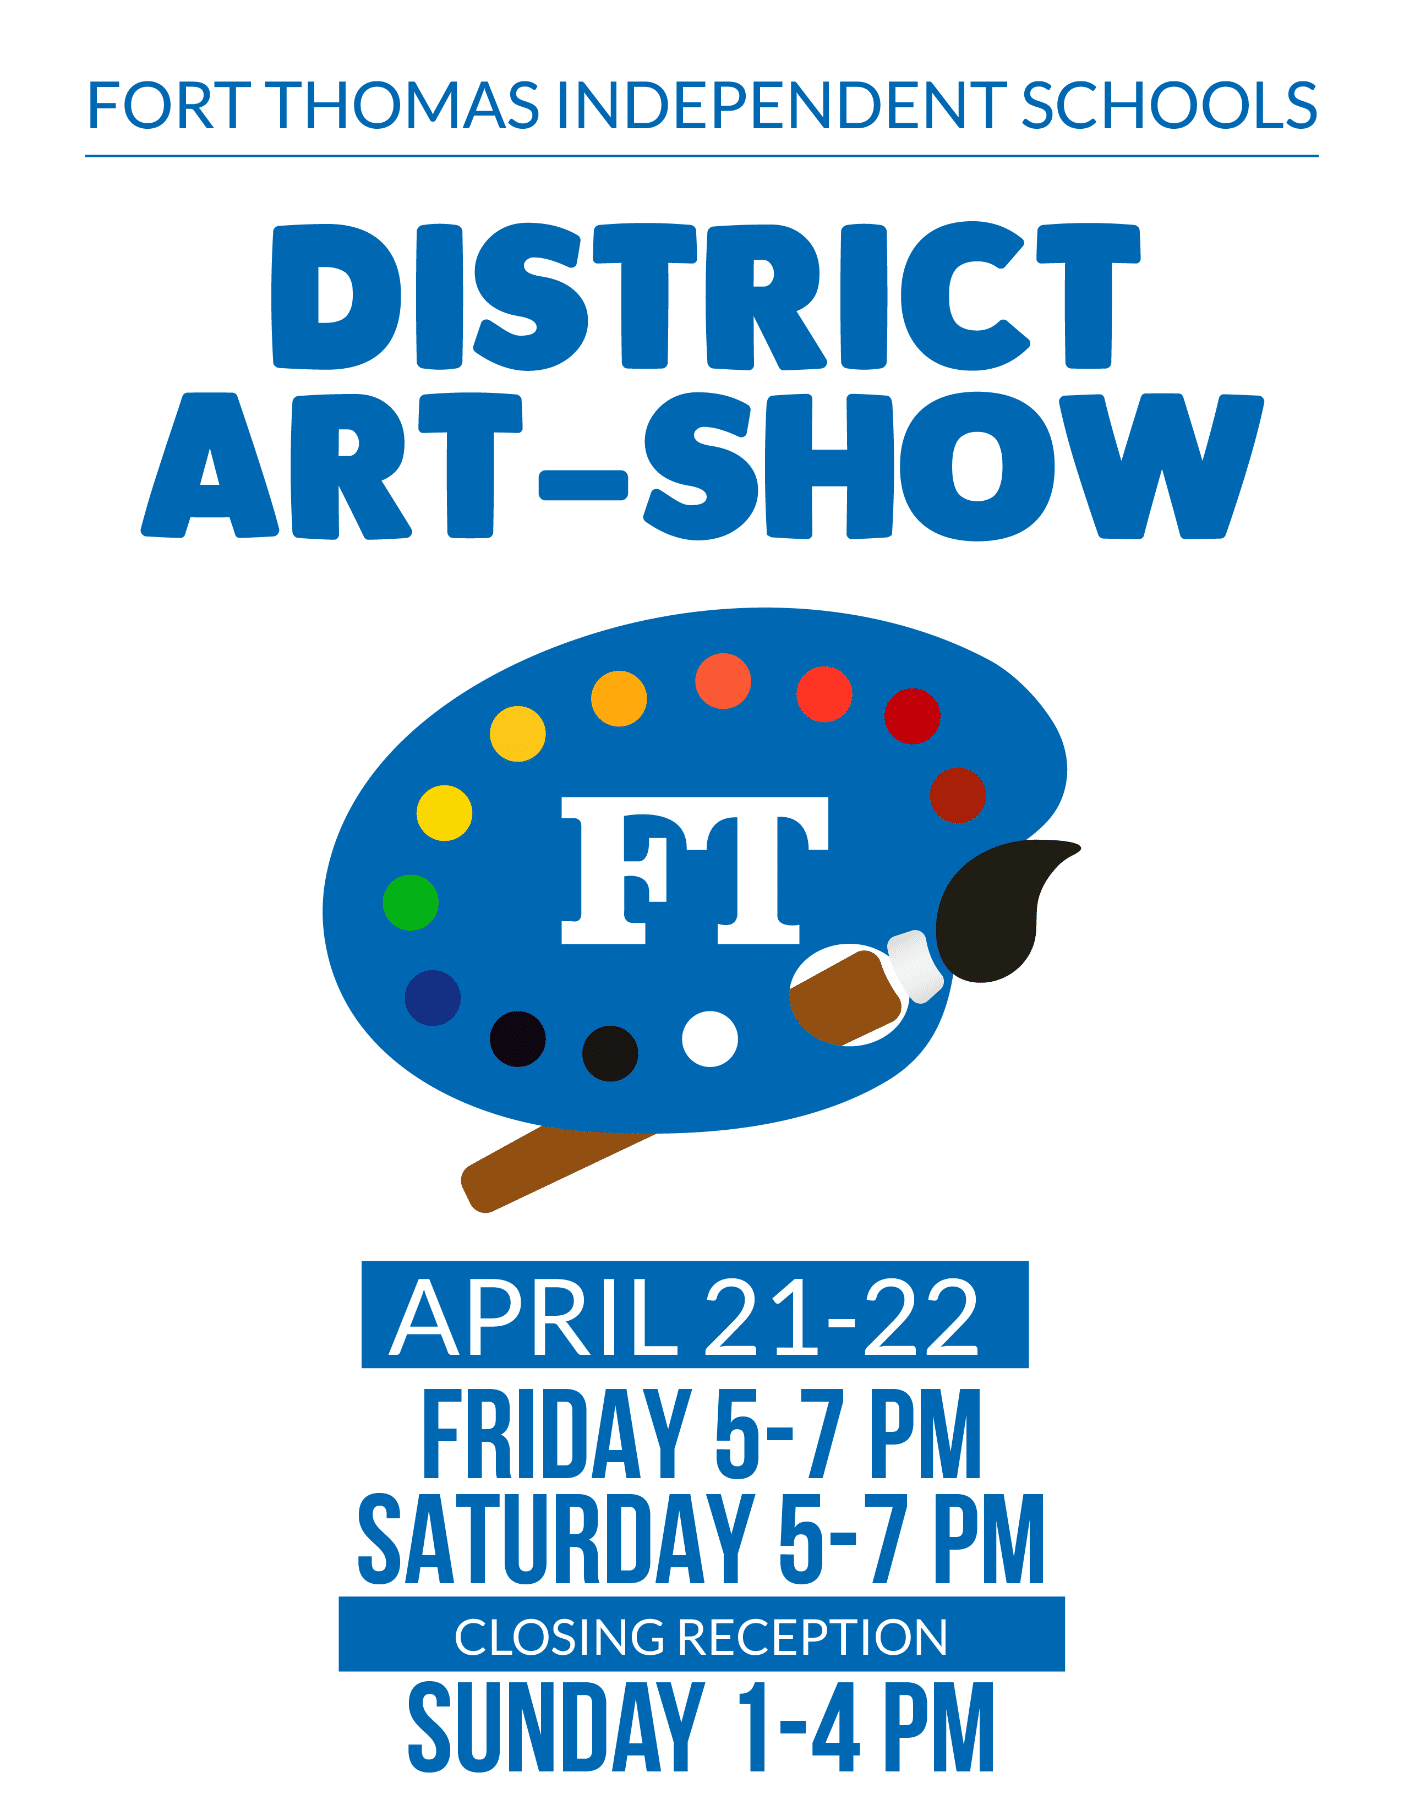 FORT THOMAS INDEPENDENT SCHOOLS
DISTRICT
ART-SHOW
FT
APRIL 21-22
FRIDAY 5-7 PM
SATURDAY 5-7 PM
CLOSING RECEPTION
SUNDAY 1-4 PM